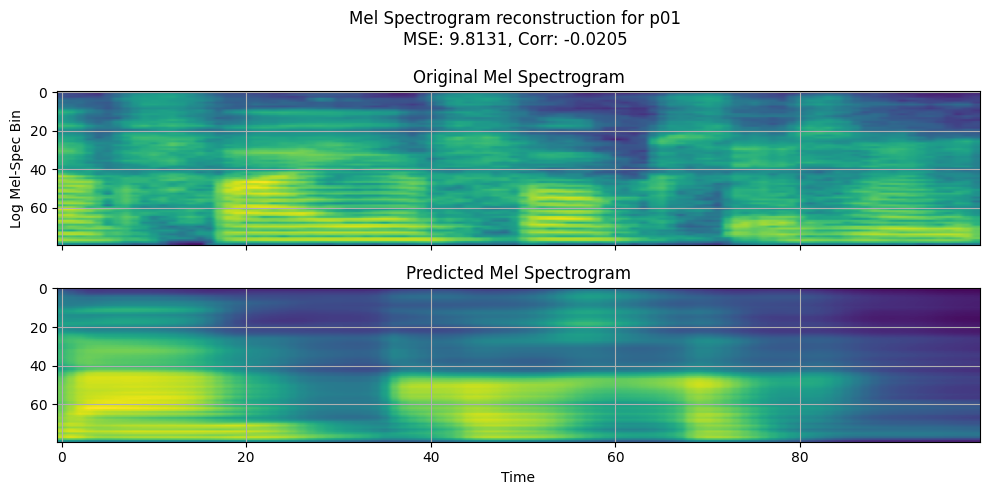 Mel Spectrogram reconstruction for p01
MSE: 9.8131, Corr: -0.0205
Original Mel Spectrogram
Log Mel-Spec Bin
0
20
40
60
Predicted Mel Spectrogram
0
20
40
60
0 20 40 60 80
Time